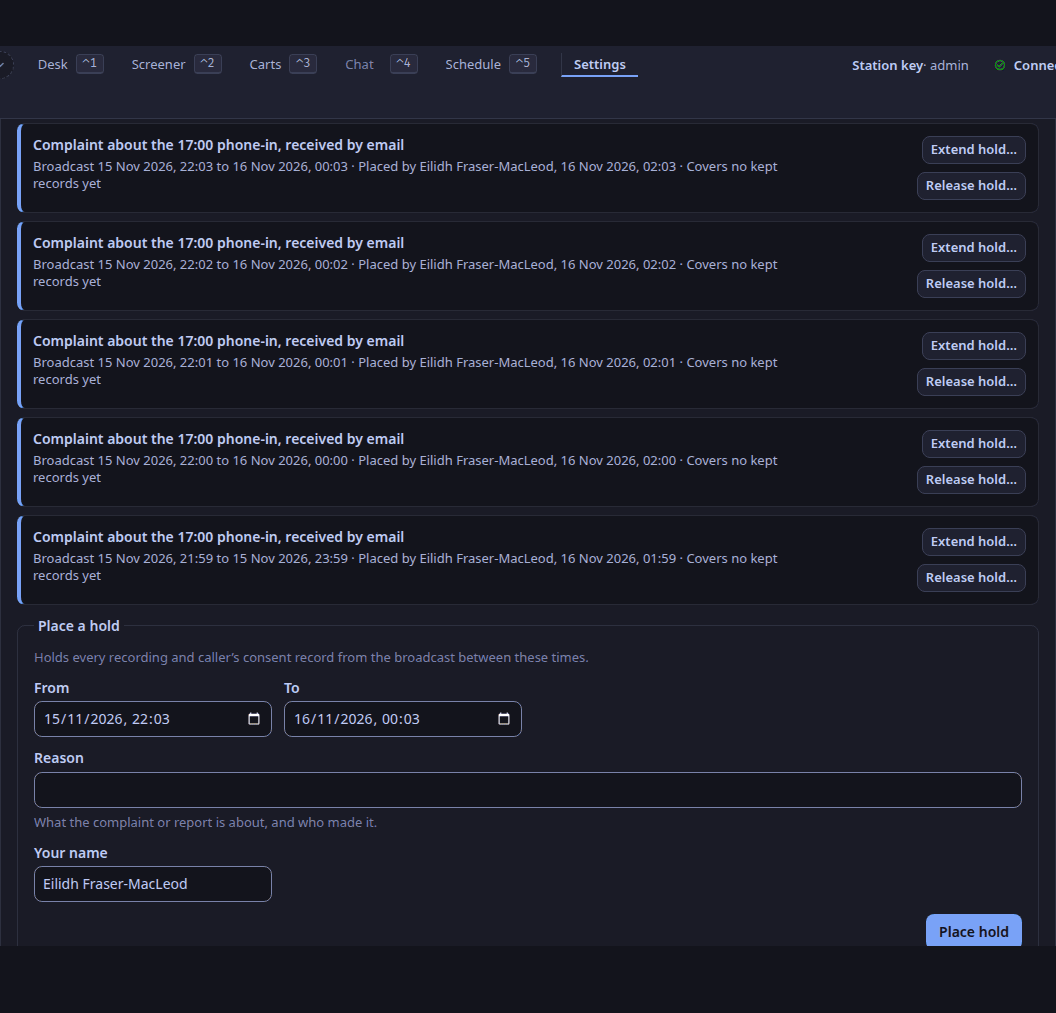 Desk ^1 Screener ^2 Carts ^3 Chat ^4 Schedule ^5 Settings Station key· admin
Complaint about the 17:00 phone-in, received by email
Broadcast 15 Nov 2026, 22:03 to 16 Nov 2026, 00:03 · Placed by Eilidh Fraser-MacLeod, 16 Nov 2026, 02:03 · Covers no kept
records yet
Extend hold...
Release hold...
Complaint about the 17:00 phone-in, received by email
Broadcast 15 Nov 2026, 22:02 to 16 Nov 2026, 00:02 · Placed by Eilidh Fraser-MacLeod, 16 Nov 2026, 02:02 · Covers no kept
records yet
Extend hold...
Release hold...
Complaint about the 17:00 phone-in, received by email
Broadcast 15 Nov 2026, 22:01 to 16 Nov 2026, 00:01 · Placed by Eilidh Fraser-MacLeod, 16 Nov 2026, 02:01 · Covers no kept
records yet
Extend hold...
Release hold...
Complaint about the 17:00 phone-in, received by email
Broadcast 15 Nov 2026, 22:00 to 16 Nov 2026, 00:00 · Placed by Eilidh Fraser-MacLeod, 16 Nov 2026, 02:00 · Covers no kept
records yet
Extend hold...
Release hold...
Complaint about the 17:00 phone-in, received by email
Broadcast 15 Nov 2026, 21:59 to 15 Nov 2026, 23:59 · Placed by Eilidh Fraser-MacLeod, 16 Nov 2026, 01:59 · Covers no kept
records yet
Extend hold...
Release hold...
Place a hold
Holds every recording and caller's consent record from the broadcast between these times.
From To
15/11/2026, 22:03 16/11/2026, 00:03
Reason
What the complaint or report is about, and who made it.
Your name
Eilidh Fraser-MacLeod
Place hold